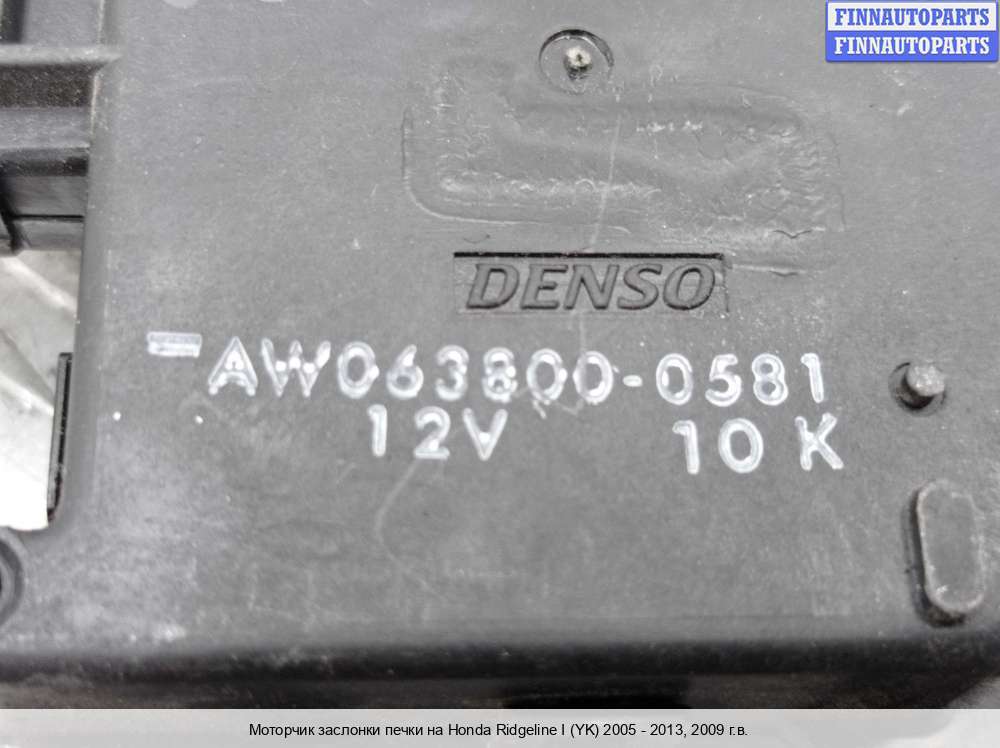 FINNAUTOPARTS
FINNAUTOPARTS
DENSO
AW063800-0581
12V 10K
Моторчик заслонки печки на Honda Ridgeline I (YK) 2005 - 2013, 2009 г.в.